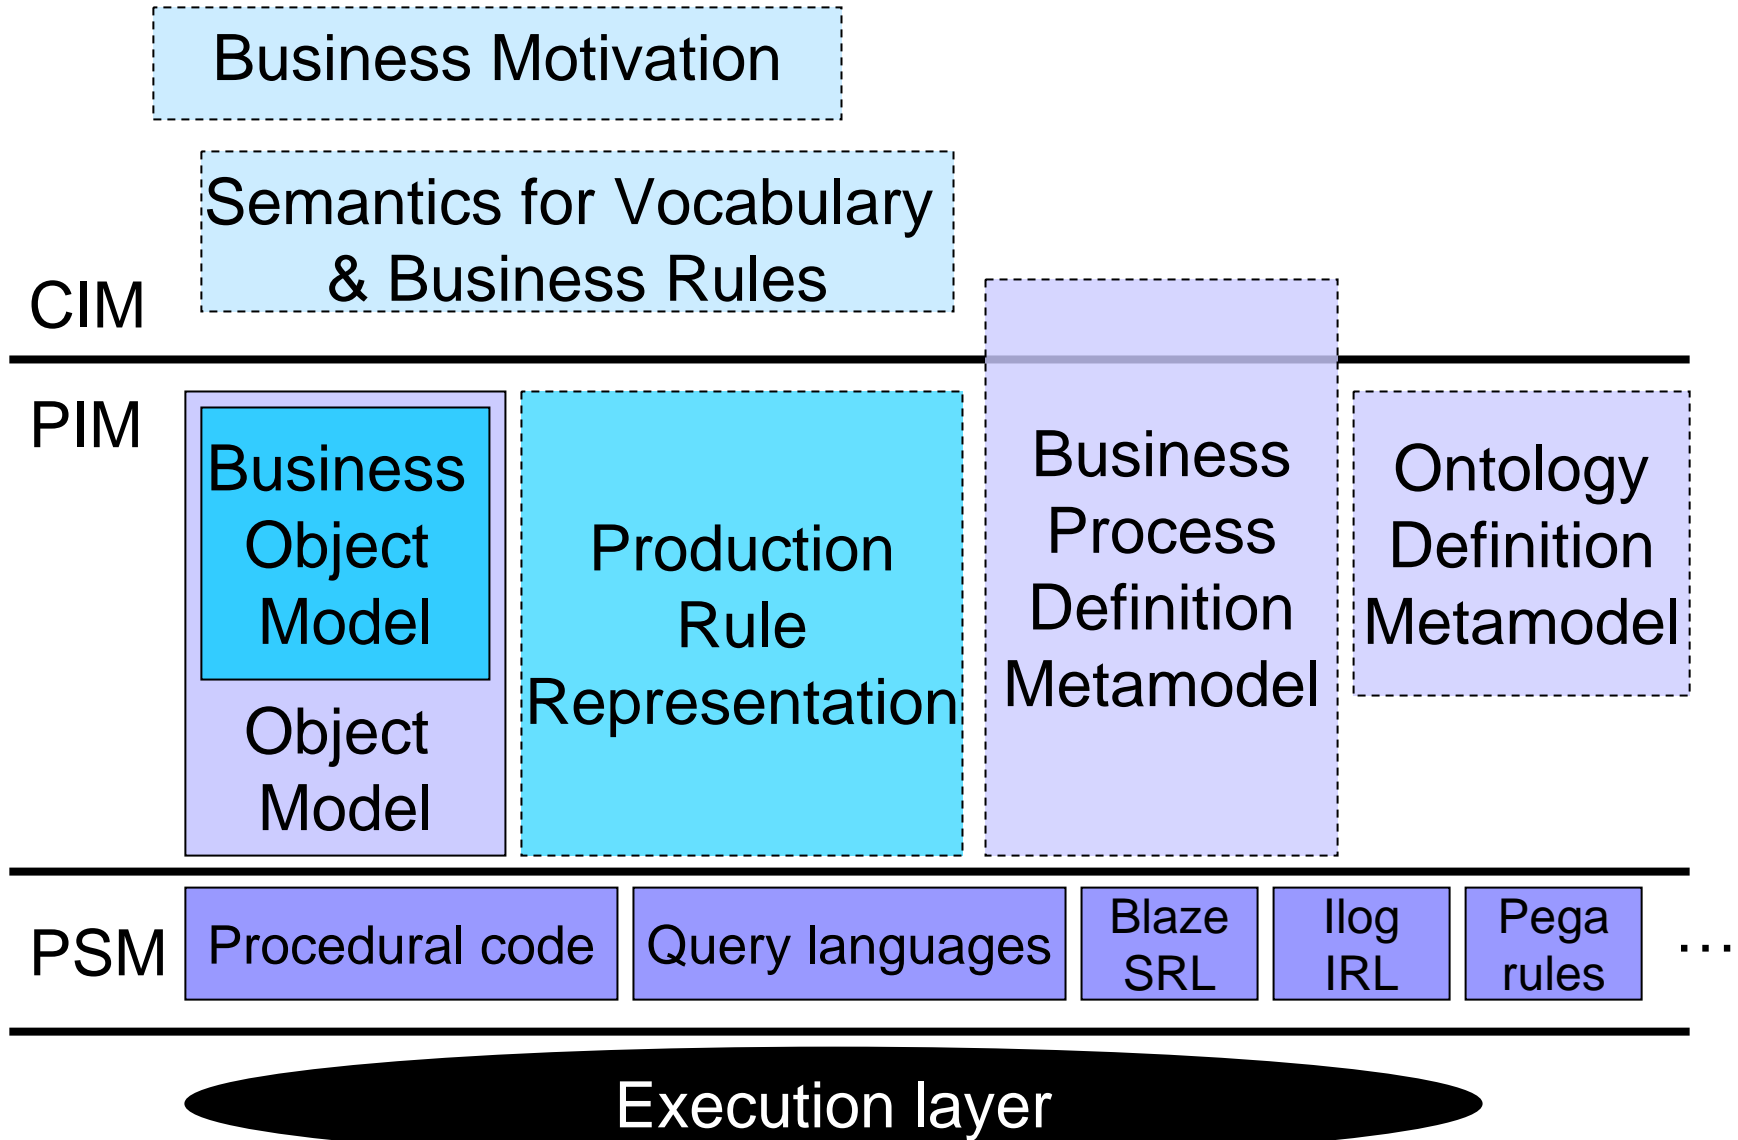 Business Motivation
Semantics for Vocabulary
& Business Rules
CIM
PIM
Business
Object
Model
Object
Model
Production
Rule
Representation
Business
Process
Definition
Metamodel
Ontology
Definition
Metamodel
PSM
Procedural code
Query languages
Blaze
SRL
Ilog
IRL
Pega
rules
...
Execution layer